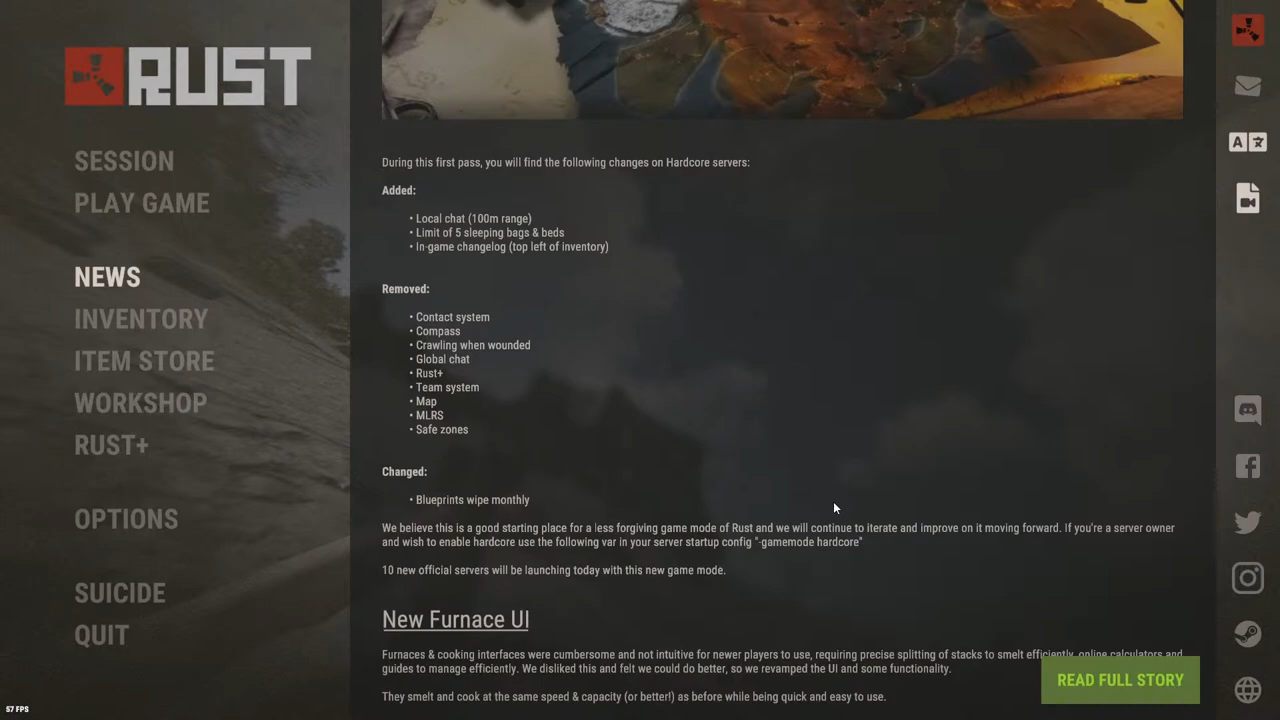 RUST
SESSION
PLAY GAME
NEWS
INVENTORY
ITEM STORE
WORKSHOP
RUST+
OPTIONS
SUICIDE
QUIT
57 FPS
During this first pass, you will find the following changes on Hardcore servers:
Added:
• Local chat (100m range)
• Limit of 5 sleeping bags & beds
• In-game changelog (top left of inventory)
Removed:
• Contact system
• Compass
• Crawling when wounded
• Global chat
• Rust+
• Team system
• Map
• MLRS
• Safe zones
Changed:
• Blueprints wipe monthly
We believe this is a good starting place for a less forgiving game mode of Rust and we will continue to iterate and improve on it moving forward. If you're a server owner
and wish to enable hardcore use the following var in your server startup config "-gamemode hardcore"
10 new official servers will be launching today with this new game mode.
New Furnace UI
Furnaces & cooking interfaces were cumbersome and not intuitive for newer players to use, requiring precise splitting of stacks to smelt efficiently, online calculators and
guides to manage efficiently. We disliked this and felt we could do better, so we revamped the UI and some functionality.
They smelt and cook at the same speed & capacity (or better!) as before while being quick and easy to use.
READ FULL STORY
A 文